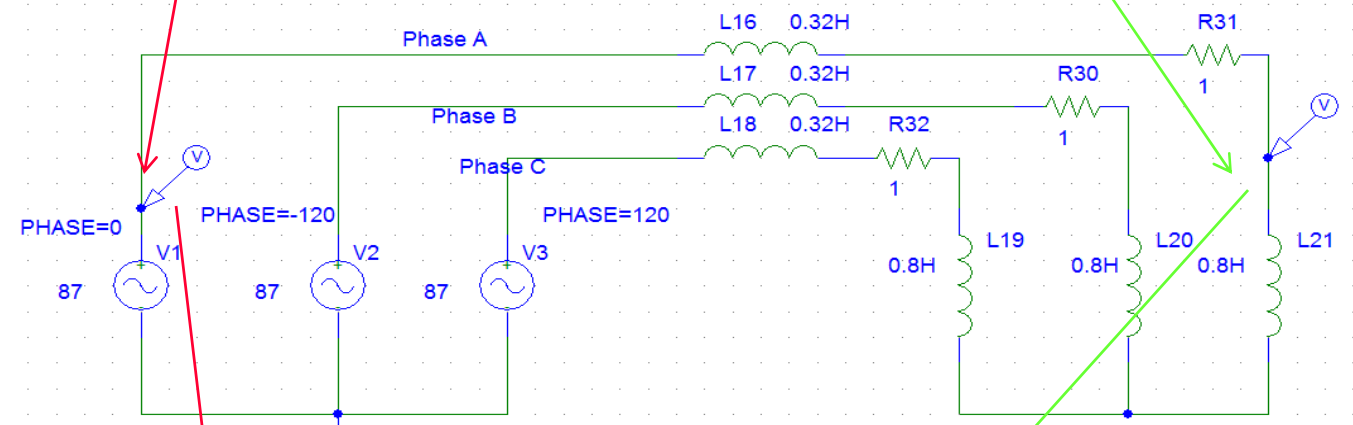 L16 0.32H R31
Phase A
L17 0.32H R30
1
Phase B
V
L18 0.32H R32
1
Phase C
V
1
PHASE=0 PHASE=-120 PHASE=120
V1 V2 V3 L19 L20 L21
87 87 87 0.8H 0.8H 0.8H